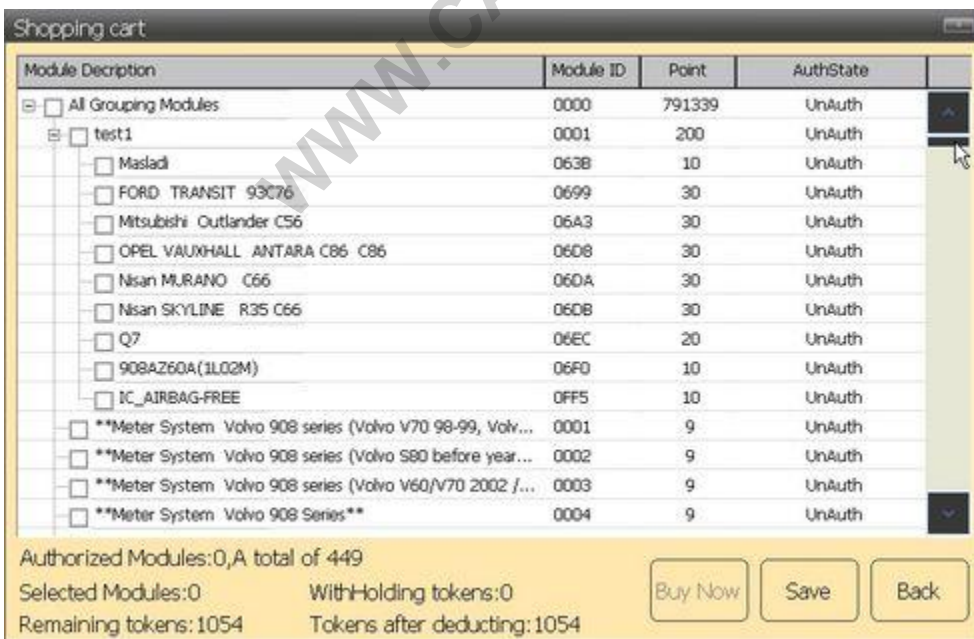 Shopping cart
Module Decription Module ID Point AuthState
All Grouping Modules 0000 791339 UnAuth
test1 0001 200 UnAuth
Masladi 063B 10 UnAuth
FORD TRANSIT 93C76 0699 30 UnAuth
Mitsubishi Outlander C56 06A3 30 UnAuth
OPEL VAUXHALL ANTARA C86 C86 06D8 30 UnAuth
Nisan MURANO C66 06DA 30 UnAuth
Nisan SKYLINE R35 C66 06DB 30 UnAuth
Q7 06EC 20 UnAuth
908AZ60A(1L02M) 06F0 10 UnAuth
IC_AIRBAG-FREE 0FF5 10 UnAuth
**Meter System Volvo 908 series (Volvo V70 98-99, Volv... 0001 9 UnAuth
**Meter System Volvo 908 series (Volvo S80 before year... 0002 9 UnAuth
**Meter System Volvo 908 series (Volvo V60/V70 2002 /... 0003 9 UnAuth
**Meter System Volvo 908 Series** 0004 9 UnAuth
Authorized Modules:0,A total of 449
Selected Modules:0 WithHolding tokens:0
Remaining tokens:1054 Tokens after deducting:1054
Buy Now Save Back
www.c